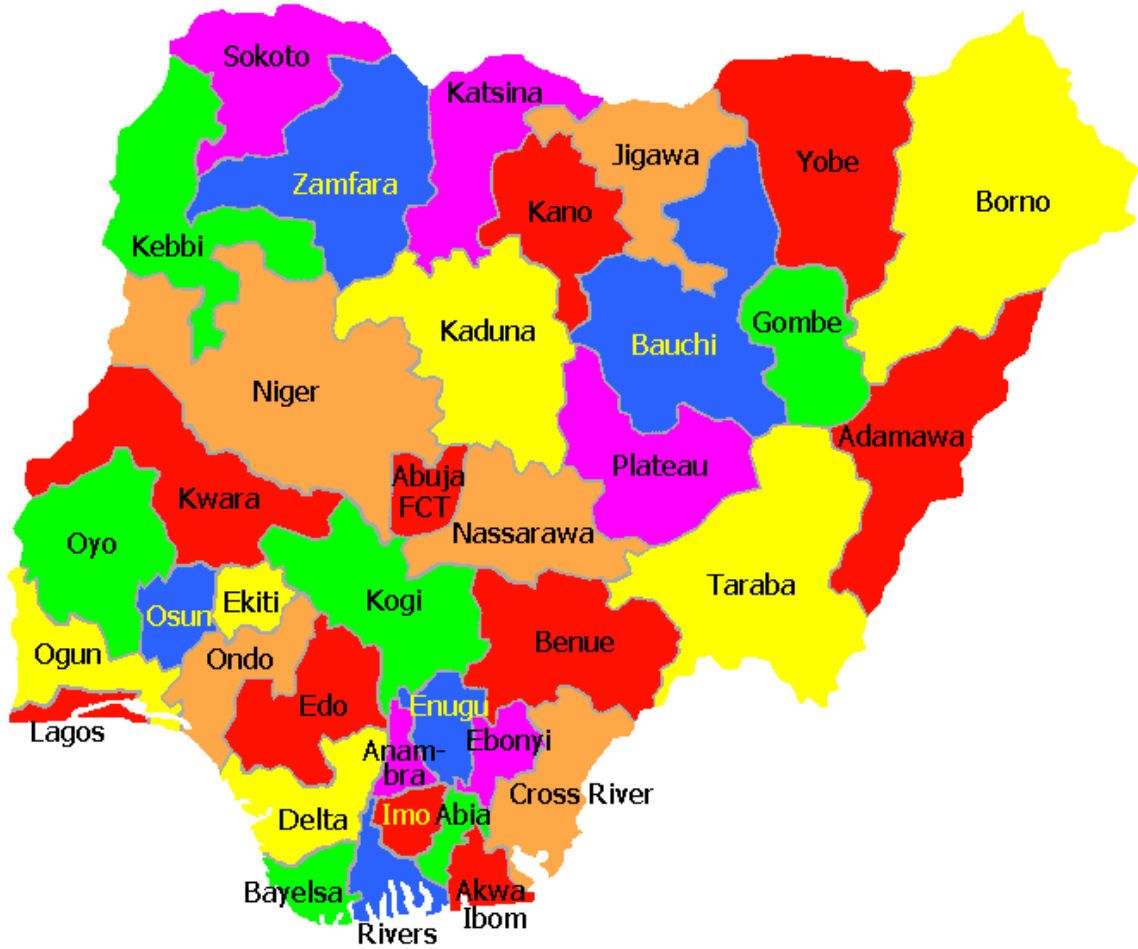 Sokoto
Katsina
Jigawa
Yobe
Zamfara
Borno
Kano
Kebbi
Gombe
Kaduna
Bauchi
Niger
Adamawa
Plateau
Abuja
FCT
Kwara
Nassarawa
Oyo
Taraba
Ekiti
Kogi
Osun
Benue
Ogun
Ondo
Edo
Enugu
Lagos
Ebonyi
Anam-
bra
Cross River
Delta
Imo
Abia
Bayelsa
Akwa
Ibom
Rivers